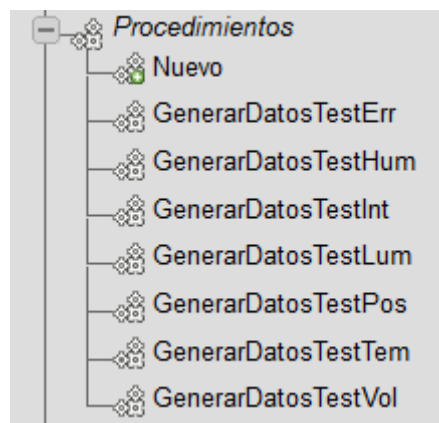 Procedimientos
Nuevo
GenerarDatosTestErr
GenerarDatosTestHum
GenerarDatosTestInt
GenerarDatosTestLum
GenerarDatosTestPos
GenerarDatosTestTem
GenerarDatosTestVol